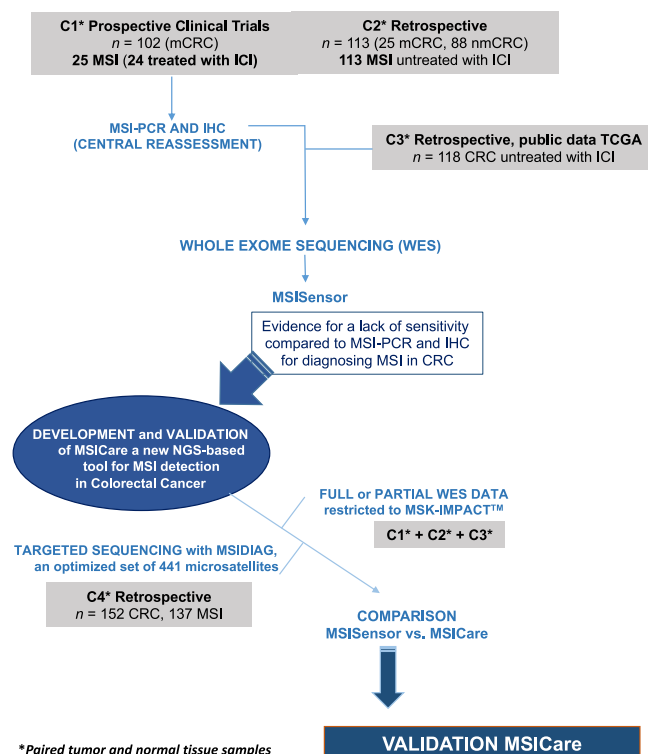 C1* Prospective Clinical Trials
n = 102 (mCRC)
25 MSI (24 treated with ICI)
C2* Retrospective
n = 113 (25 mCRC, 88 nmCRC)
113 MSI untreated with ICI
MSI-PCR AND IHC
(CENTRAL REASSESSMENT)
C3* Retrospective, public data TCGA
n = 118 CRC untreated with ICI
WHOLE EXOME SEQUENCING (WES)
MSISensor
Evidence for a lack of sensitivity
compared to MSI-PCR and IHC
for diagnosing MSI in CRC
DEVELOPMENT and VALIDATION
of MSICare a new NGS-based
tool for MSI detection
in Colorectal Cancer
FULL or PARTIAL WES DATA
restricted to MSK-IMPACT™
C1* + C2* + C3*
TARGETED SEQUENCING with MSIDIAG,
an optimized set of 441 microsatellites
C4* Retrospective
n = 152 CRC, 137 MSI
COMPARISON
MSISensor vs. MSICare
VALIDATION MSICare
*Paired tumor and normal tissue samples